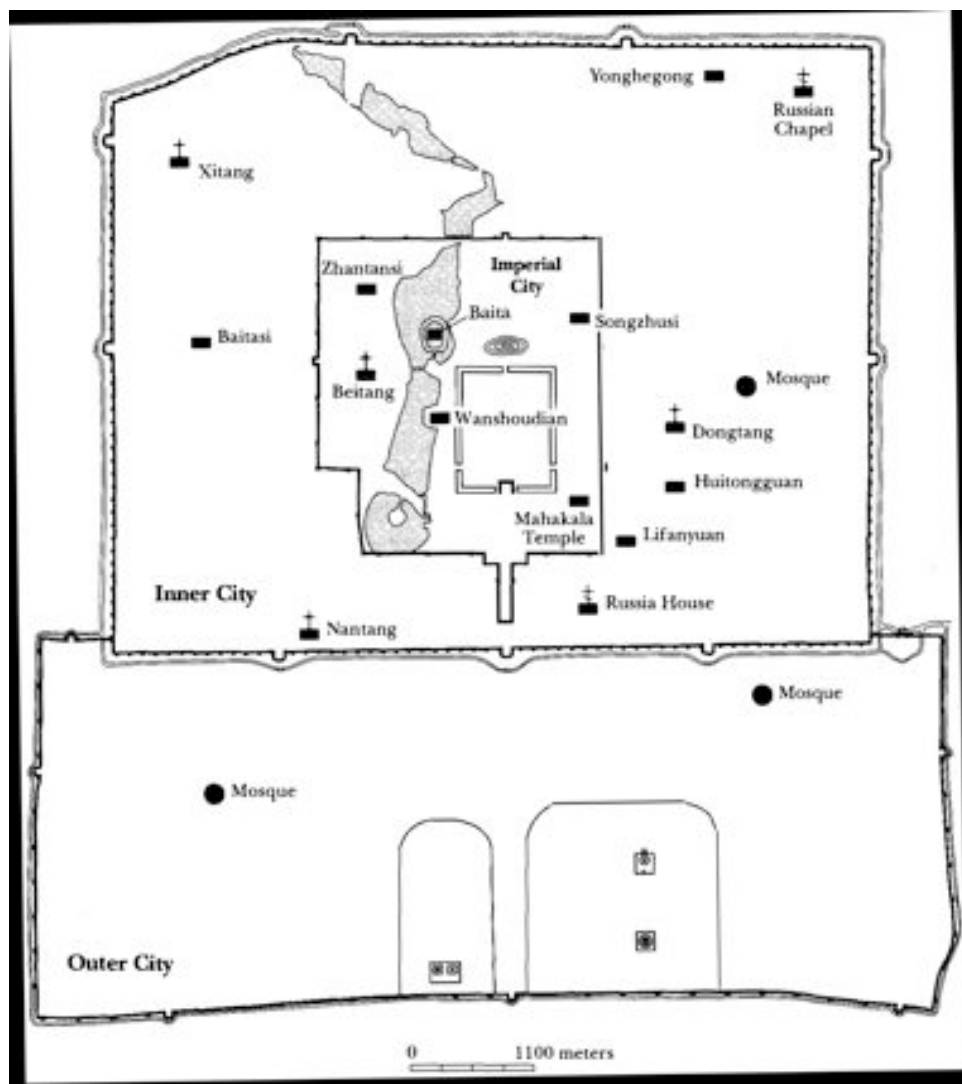 Yonghegong
Russian
Chapel
Xitang
Imperial
City
Zhantansi
Baita
Songzhusi
Baitasi
Mosque
Beitang
Wanshoudian
Dongtang
Huitongguan
Mahakala
Temple
Lifanyuan
Inner City
Russia House
Nantang
Mosque
Mosque
Outer City
0 1100 meters